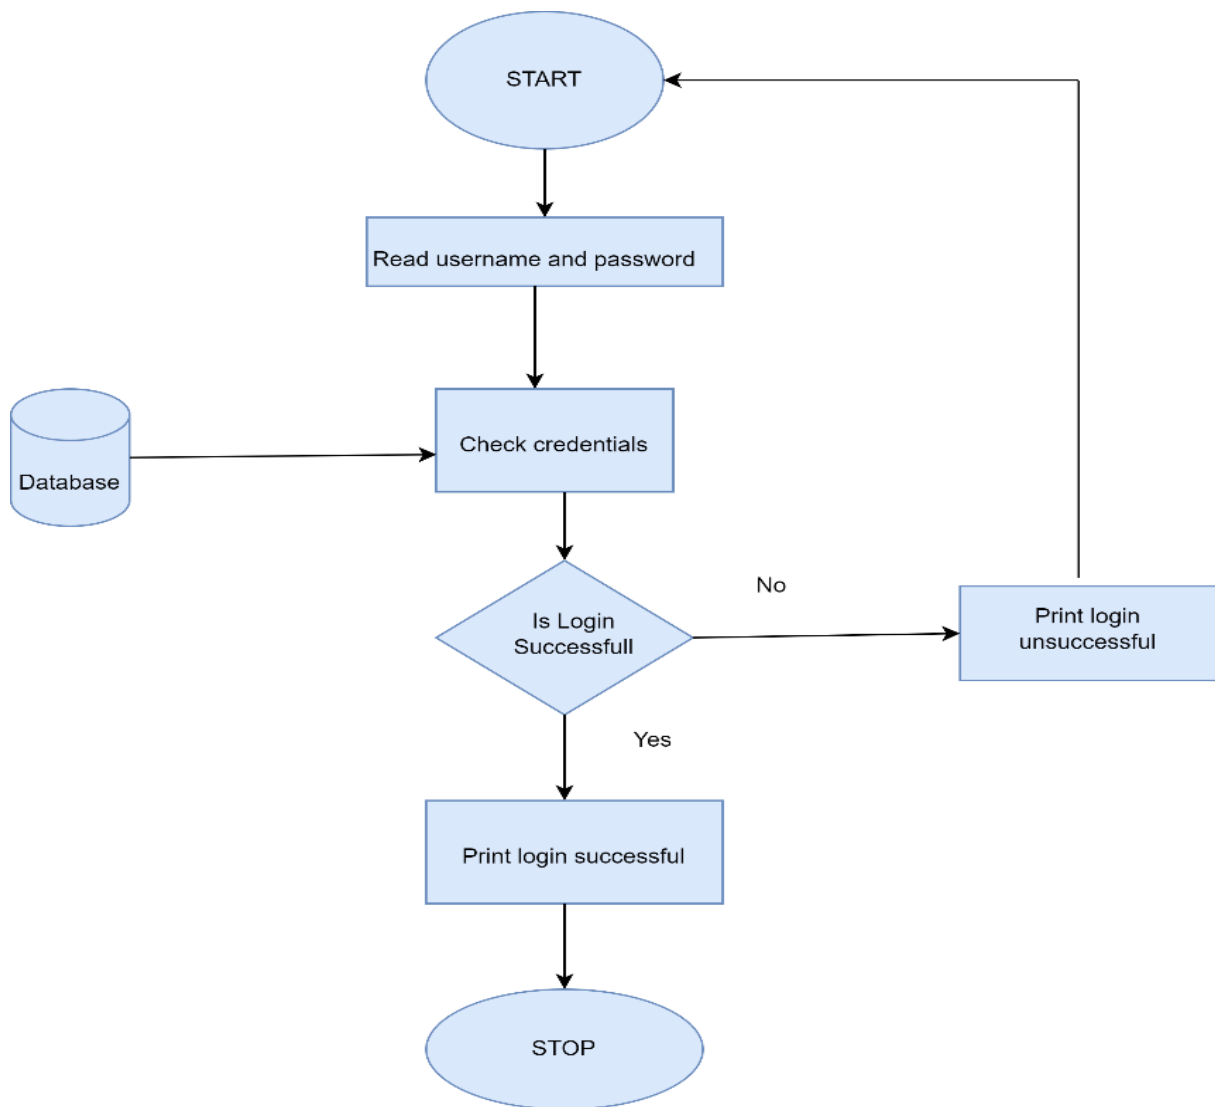 START
Read username and password
Check credentials
Database
Is Login
Successfull
No
Print login
unsuccessful
Yes
Print login successful
STOP